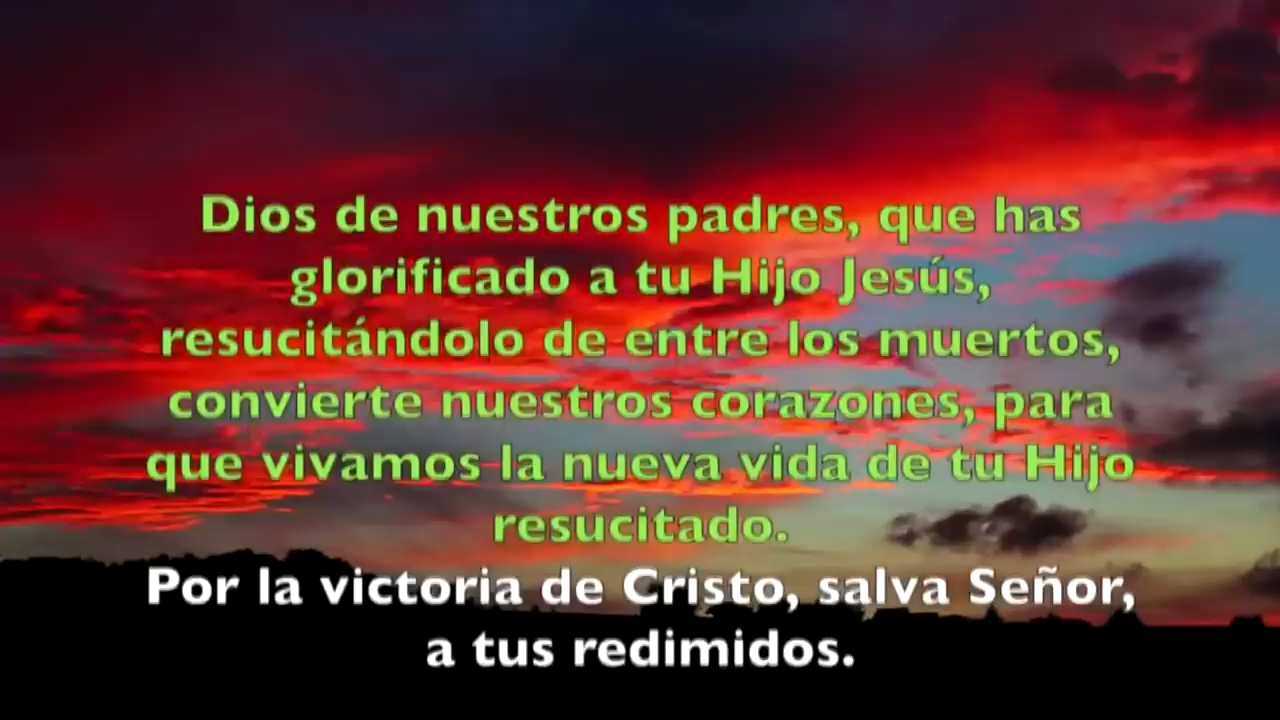 Dios de nuestros padres, que has
glorificado a tu Hijo Jesús,
resucitándolo de entre los muertos,
convierte nuestros corazones, para
que vivamos la nueva vida de tu Hijo
resucitado.
Por la victoria de Cristo, salva Señor,
a tus redimidos.